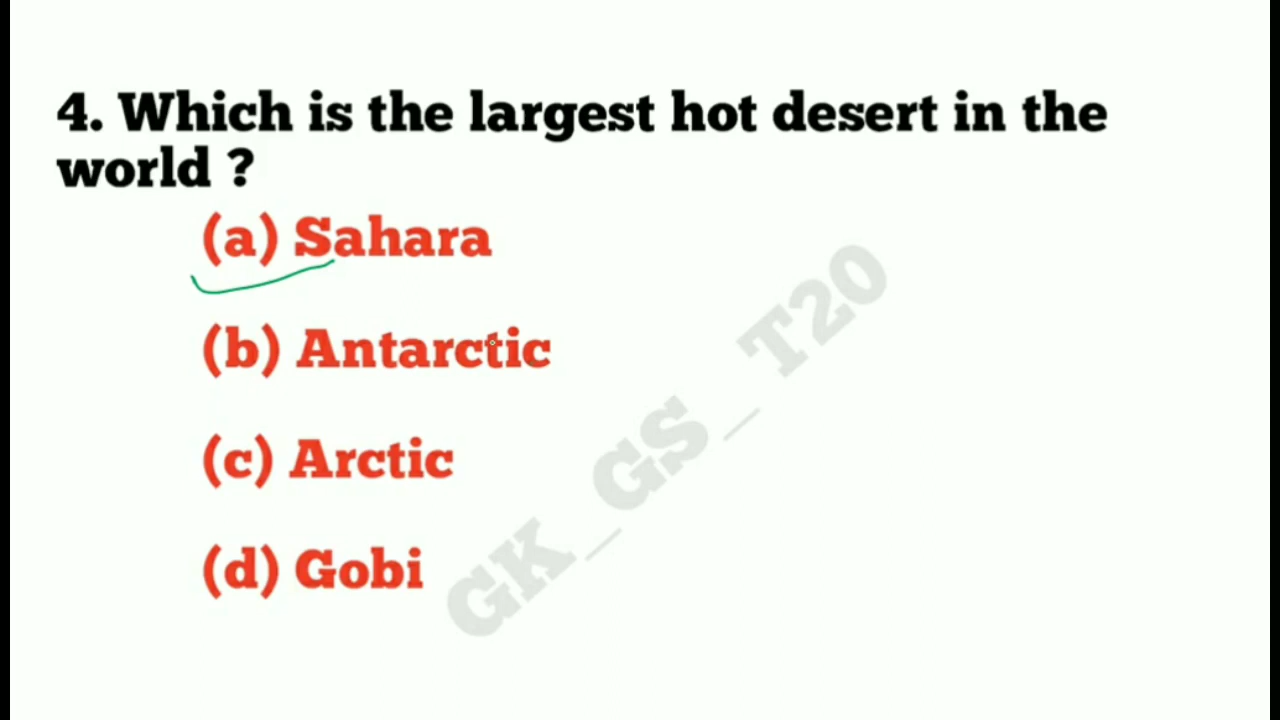 4. Which is the largest hot desert in the
world ?
(a) Sahara
(b) Antarctic
(c) Arctic
(d) Gobi
GK_GS_T20